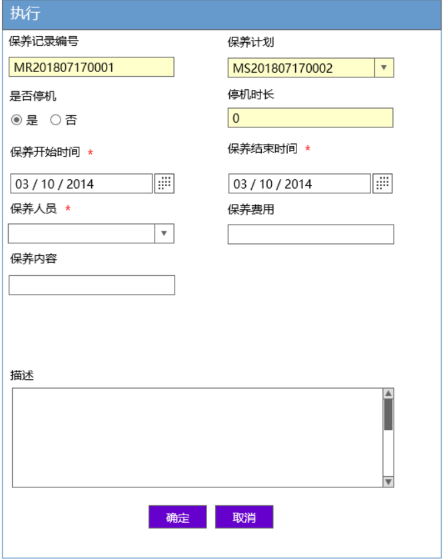 执行
保养记录编号
保养计划
MR201807170001
MS201807170002
是否停机
停机时长
是 否
0
保养开始时间 *
保养结束时间 *
03 / 10 / 2014
03 / 10 / 2014
保养人员 *
保养费用
保养内容
描述
确定
取消